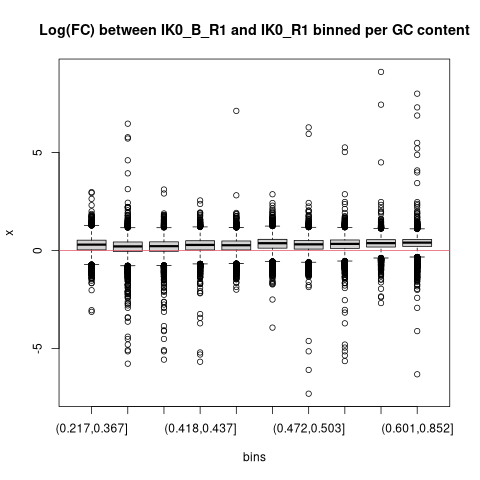 Log(FC) between IK0_B_R1 and IK0_R1 binned per GC content
x
5
0
-5
(0.217,0.367] (0.418,0.437] (0.472,0.503] (0.601,0.852]
bins